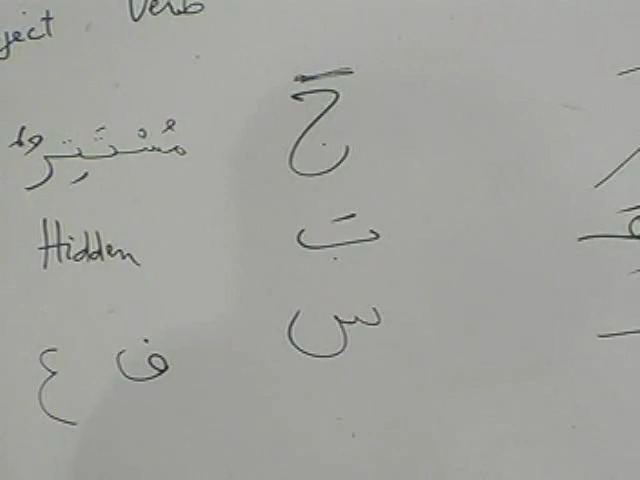 ject Verb
جَ
مُسْتَتِرٌ
بَ
Hidden
س
ف ع